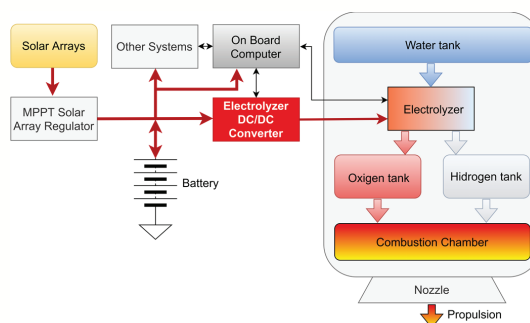 Solar Arrays
Other Systems
On Board
Computer
Water tank
MPPT Solar
Array Regulator
Electrolyzer
DC/DC
Converter
Electrolyzer
Battery
Oxigen tank
Hidrogen tank
Combustion Chamber
Nozzle
Propulsion